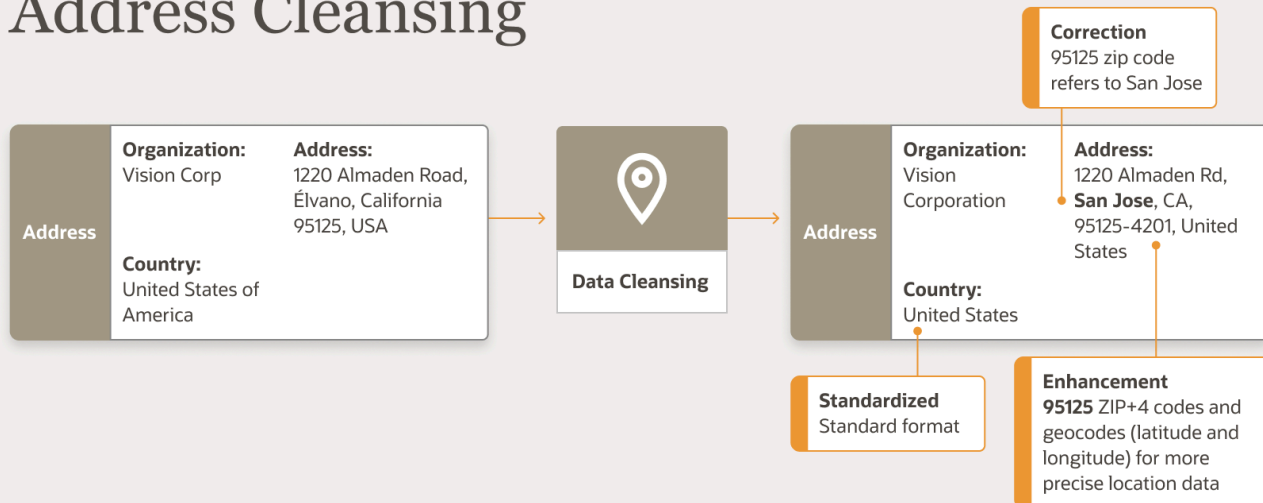 Address Cleansing
Correction
95125 zip code
refers to San Jose
Address
Organization:
Vision Corp
Country:
United States of
America
Address:
1220 Almaden Road,
Élvano, California
95125, USA
Data Cleansing
Address
Organization:
Vision
Corporation
Country:
United States
Address:
1220 Almaden Rd,
San Jose, CA,
95125-4201, United
States
Standardized
Standard format
Enhancement
95125 ZIP+4 codes and
geocodes (latitude and
longitude) for more
precise location data